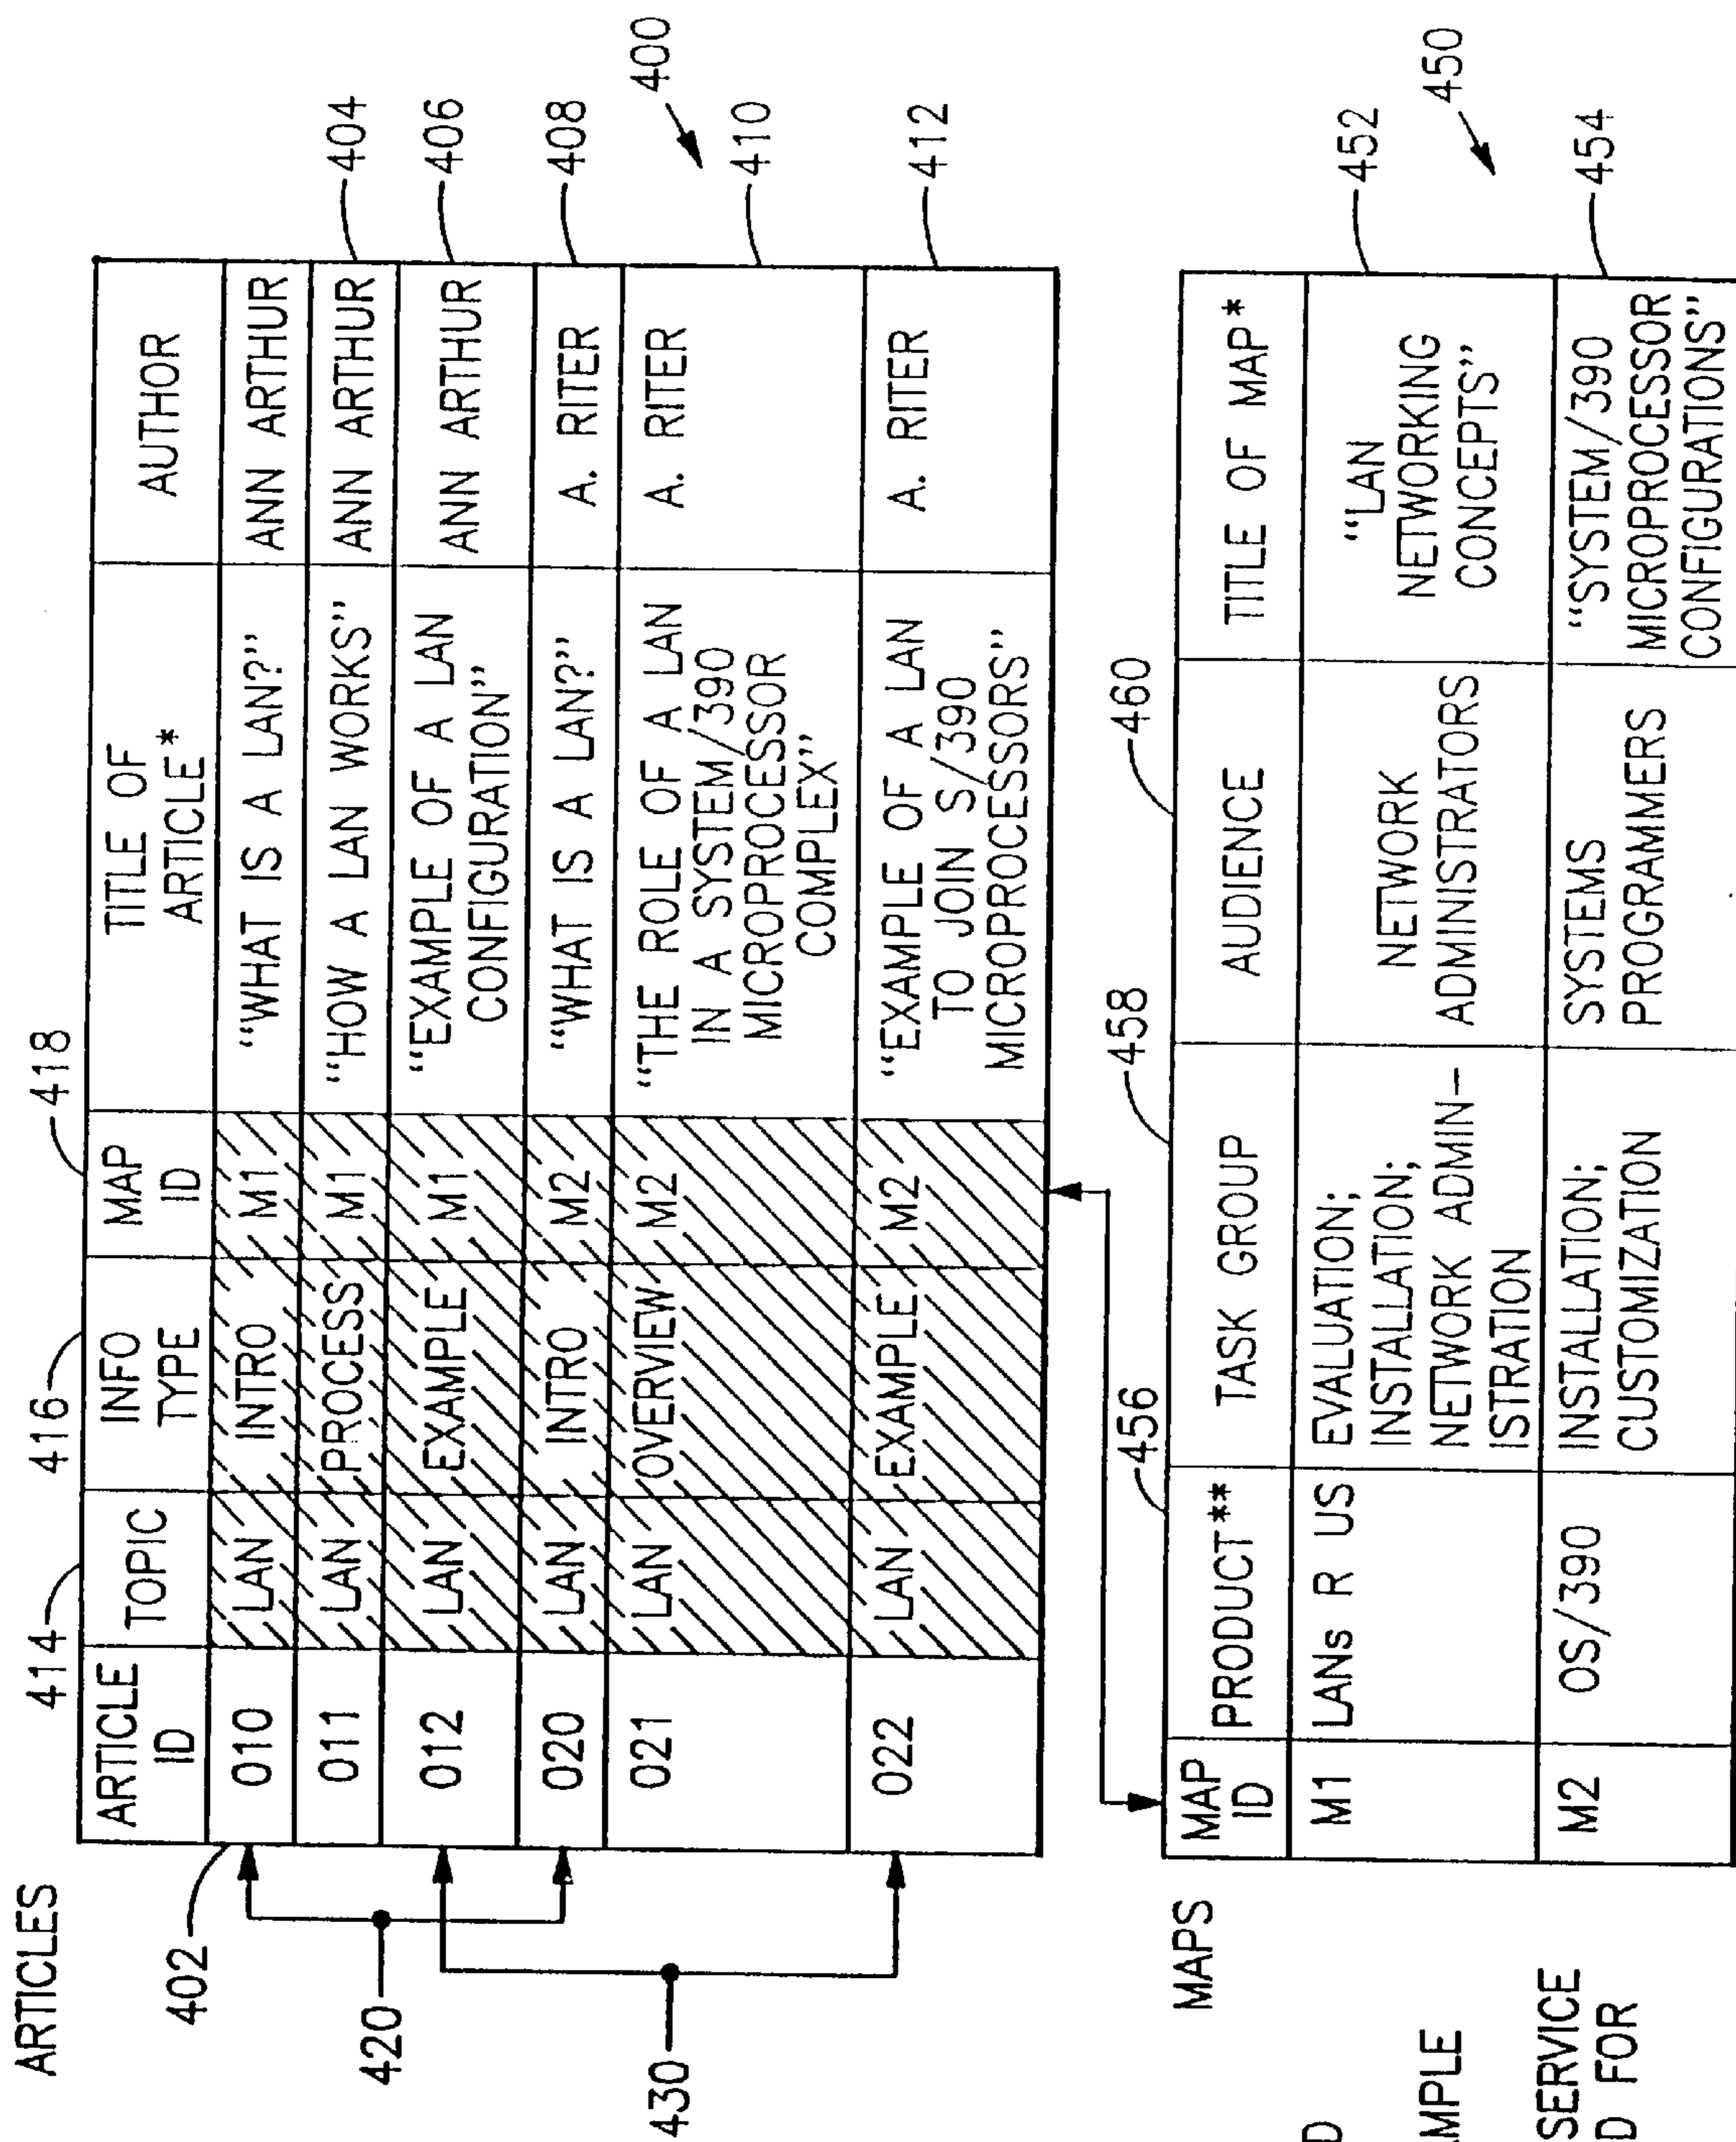 ARTICLES
414
416
418
ARTICLE
ID
TOPIC
INFO
TYPE
MAP
ID
TITLE OF
ARTICLE*
AUTHOR
010
LAN
INTRO
M1
"WHAT IS A LAN?"
ANN ARTHUR
402
011
LAN
PROCESS
M1
"HOW A LAN WORKS"
ANN ARTHUR
404
012
LAN
EXAMPLE
M1
"EXAMPLE OF A LAN
CONFIGURATION"
ANN ARTHUR
406
020
LAN
INTRO
M2
"WHAT IS A LAN?"
A. RITER
408
021
LAN
OVERVIEW
M2
"THE ROLE OF A LAN
IN A SYSTEM/390
MICROPROCESSOR
COMPLEX"
A. RITER
410
022
LAN
EXAMPLE
M2
"EXAMPLE OF A LAN
TO JOIN S/390
MICROPROCESSORS"
A. RITER
412
400
420
430
MAPS
456
458
460
MAP
ID
PRODUCT**
TASK GROUP
AUDIENCE
TITLE OF MAP*
M1
LANs R US
EVALUATION;
INSTALLATION;
NETWORK ADMIN-
ISTRATION
NETWORK
ADMINISTRATORS
"LAN
NETWORKING
CONCEPTS"
452
450
M2
OS/390
INSTALLATION;
CUSTOMIZATION
SYSTEMS
PROGRAMMERS
"SYSTEM/390
MICROPROCESSOR
CONFIGURATIONS"
454
D
MPLE
SERVICE
D FOR